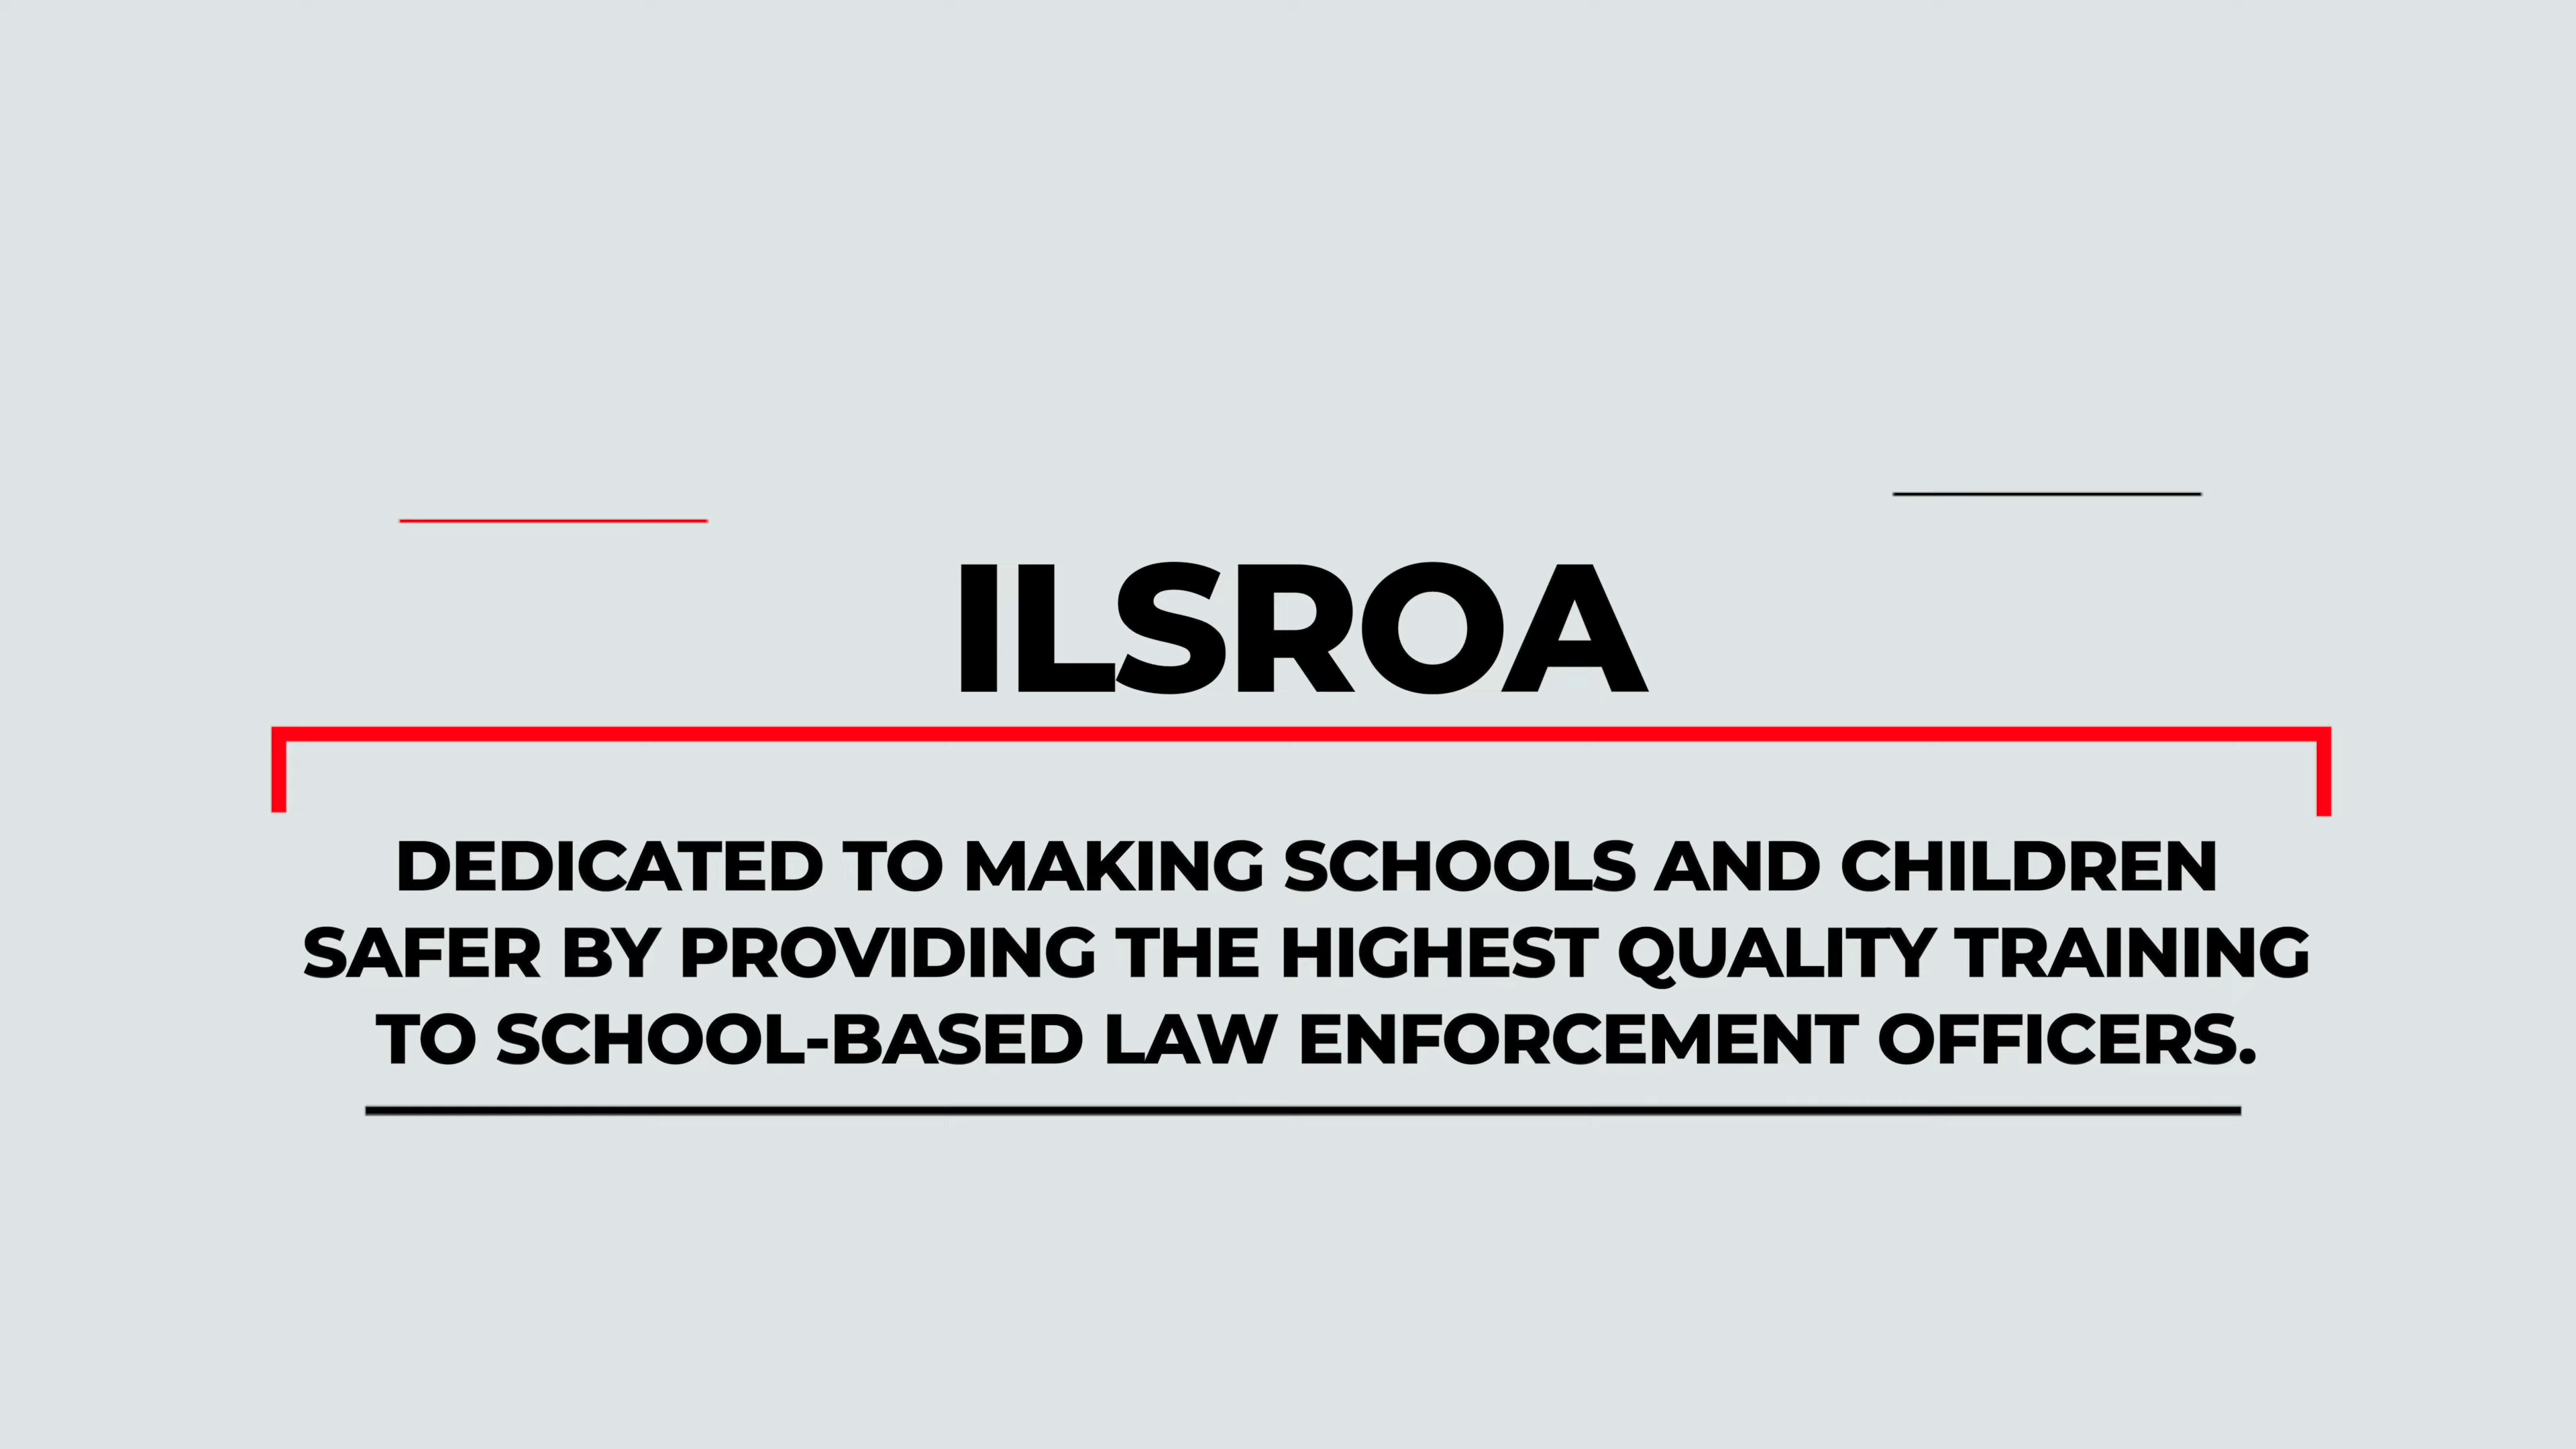 ILSROA
DEDICATED TO MAKING SCHOOLS AND CHILDREN
SAFER BY PROVIDING THE HIGHEST QUALITY TRAINING
TO SCHOOL-BASED LAW ENFORCEMENT OFFICERS.